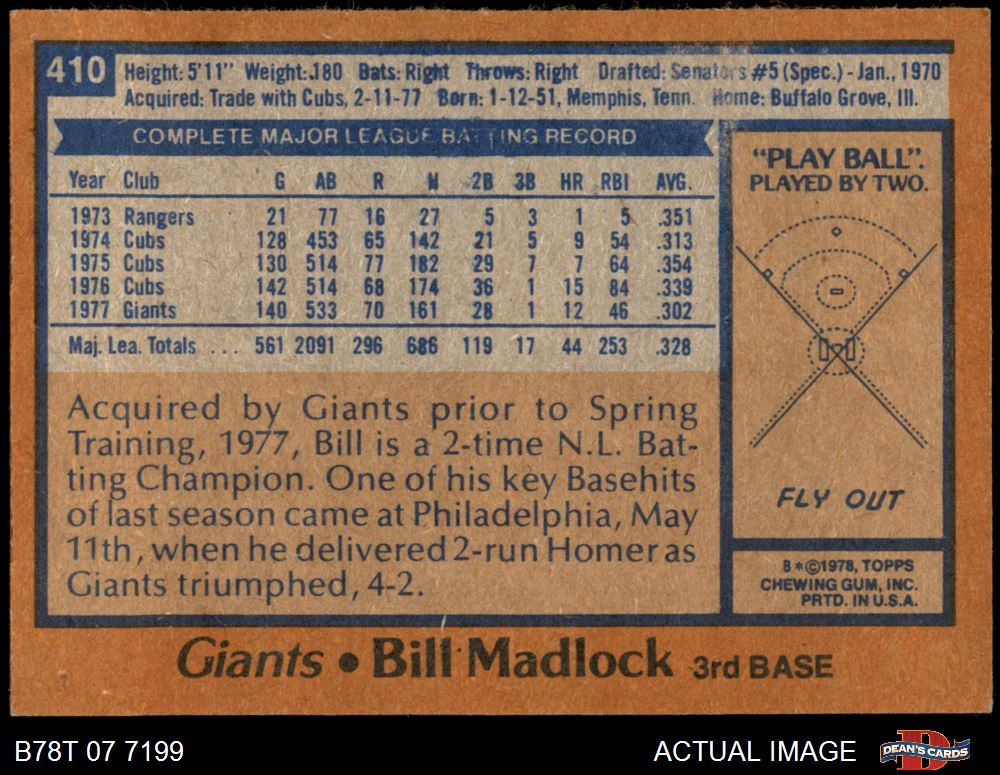 410
Height: 5'11" Weight: 180 Bats: Right Throws: Right Drafted: Senators #5 (Spec.) - Jan., 1970
Acquired: Trade with Cubs, 2-11-77 Born: 1-12-51, Memphis, Tenn. Home: Buffalo Grove, Ill.
COMPLETE MAJOR LEAGUE BATTING RECORD
Year Club G AB R H 2B 3B HR RBI AVG.
1973 Rangers 21 77 16 27 5 3 1 5 .351
1974 Cubs 128 453 65 142 21 5 9 54 .313
1975 Cubs 130 514 77 182 29 7 7 64 .354
1976 Cubs 142 514 68 174 36 1 15 84 .339
1977 Giants 140 533 70 161 28 1 12 46 .302
Maj. Lea. Totals ... 561 2091 296 686 119 17 44 253 .328
Acquired by Giants prior to Spring
Training, 1977, Bill is a 2-time N.L. Bat-
ting Champion. One of his key Basehits
of last season came at Philadelphia, May
11th, when he delivered 2-run Homer as
Giants triumphed, 4-2.
"PLAY BALL".
PLAYED BY TWO.
FLY OUT
B*©1978, TOPPS
CHEWING GUM, INC.
PRTD. IN U.S.A.
Giants • Bill Madlock 3rd BASE
B78T 07 7199
ACTUAL IMAGE
D
DEAN'S CARDS